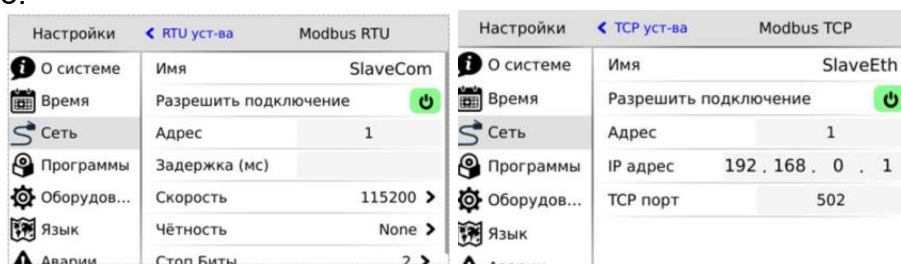 Настройки
RTU уст-ва Modbus RTU
О системе
Имя SlaveCom
Время
Разрешить подключение
Сеть
Адрес 1
Программы
Задержка (мс)
Оборудов...
Скорость 115200
Язык
Чётность None
Аварии
Стоп Биты 2
Настройки
TCP уст-ва Modbus TCP
О системе
Имя SlaveEth
Время
Разрешить подключение
Сеть
Адрес 1
Программы
IP адрес 192 . 168 . 0 . 1
Оборудов...
TCP порт 502
Язык